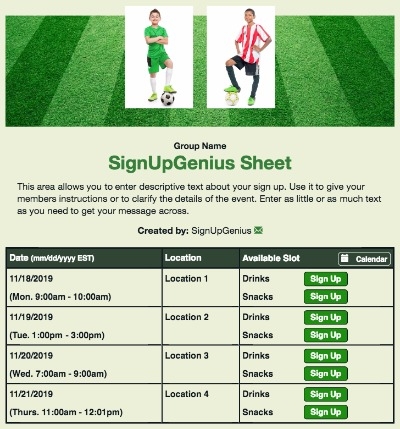 Group Name
SignUpGenius Sheet
This area allows you to enter descriptive text about your sign up. Use it to give your
members instructions or to clarify the details of the event. Enter as little or as much text
as you need to get your message across.
Created by: SignUpGenius
Date (mm/dd/yyyy EST) Location Available Slot Calendar
11/18/2019 Location 1 Drinks Sign Up
(Mon. 9:00am - 10:00am) Snacks Sign Up
11/19/2019 Location 2 Drinks Sign Up
(Tue. 1:00pm - 3:00pm) Snacks Sign Up
11/20/2019 Location 3 Drinks Sign Up
(Wed. 7:00am - 9:00am) Snacks Sign Up
11/21/2019 Location 4 Drinks Sign Up
(Thurs. 11:00am - 12:01pm) Snacks Sign Up